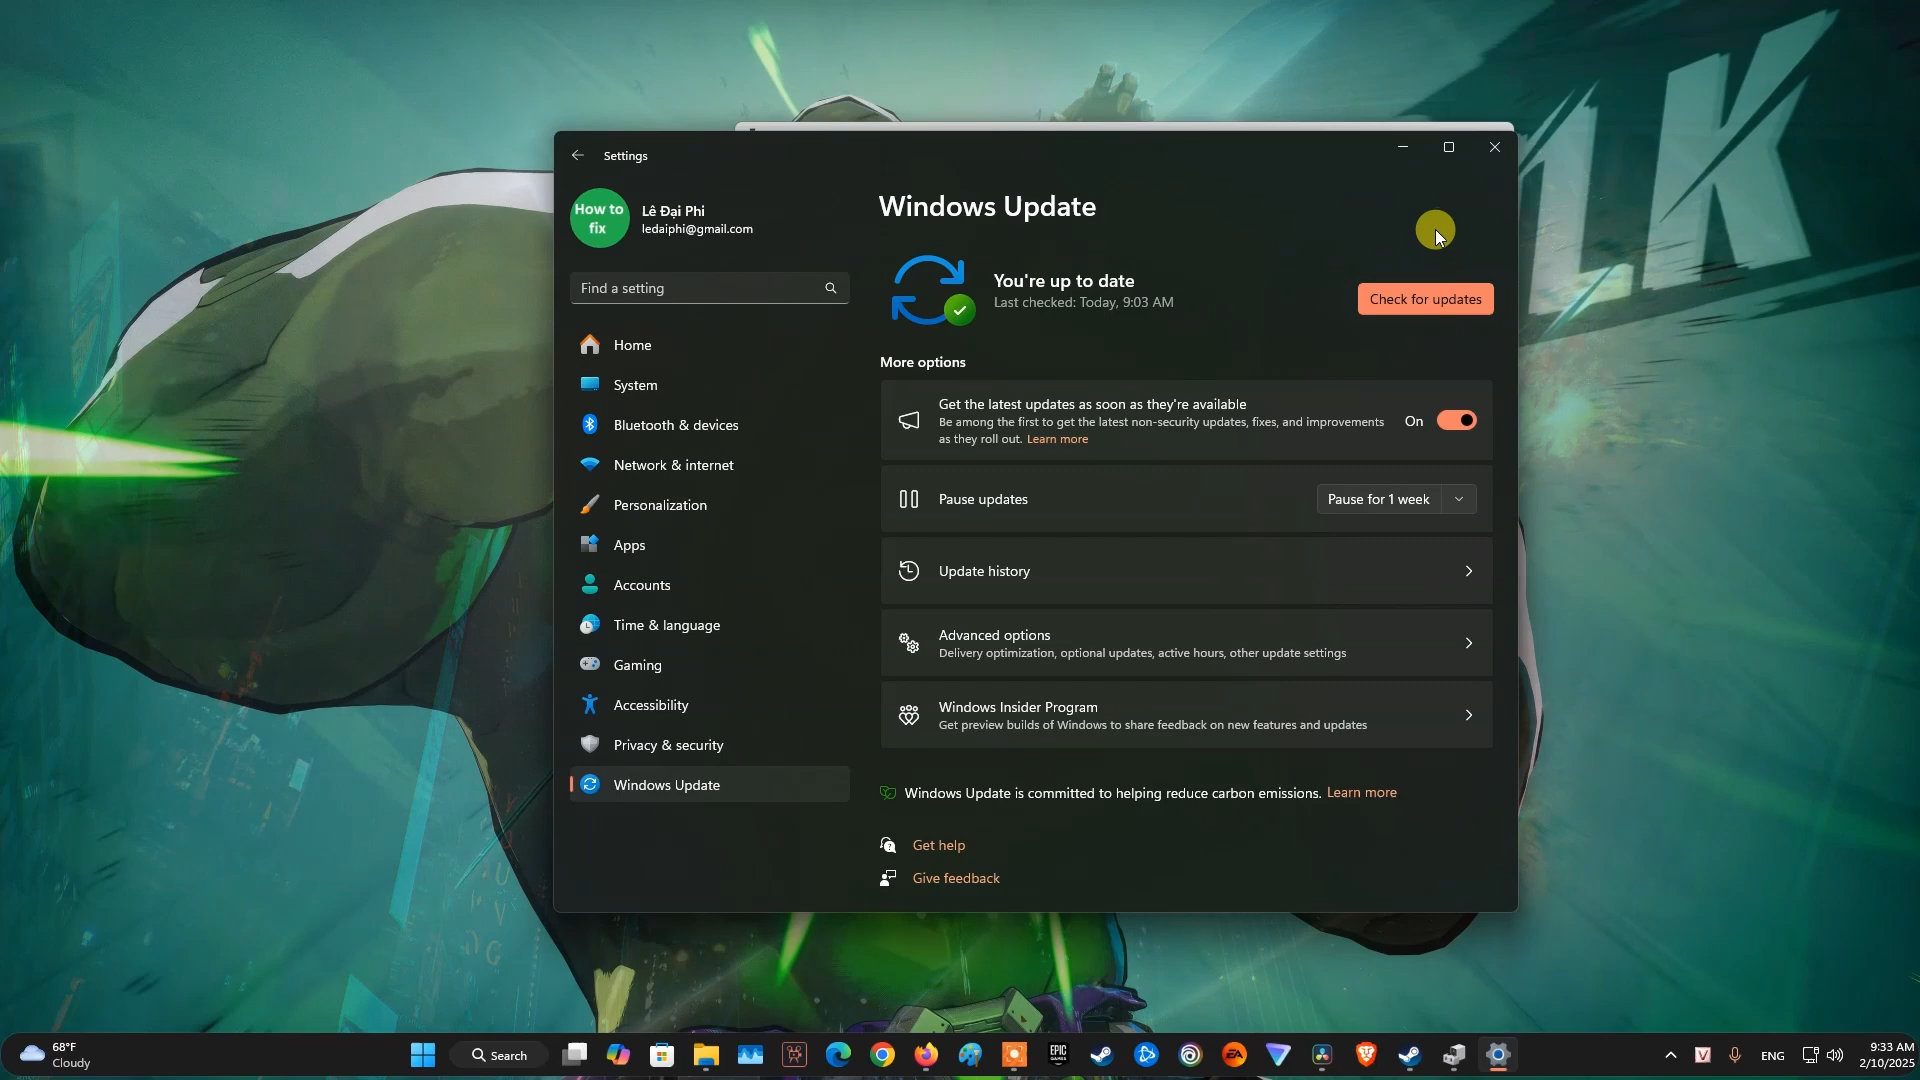 LK
Settings
How to
fix
Lê Đại Phi
ledaiphi@gmail.com
Find a setting
Home
System
Bluetooth & devices
Network & internet
Personalization
Apps
Accounts
Time & language
Gaming
Accessibility
Privacy & security
Windows Update
Windows Update
You're up to date
Last checked: Today, 9:03 AM
Check for updates
More options
Get the latest updates as soon as they're available
Be among the first to get the latest non-security updates, fixes, and improvements
as they roll out. Learn more
On
Pause updates
Pause for 1 week
Update history
Advanced options
Delivery optimization, optional updates, active hours, other update settings
Windows Insider Program
Get preview builds of Windows to share feedback on new features and updates
Windows Update is committed to helping reduce carbon emissions. Learn more
Get help
Give feedback
68°F
Cloudy
Search
EPIC
GAMES
EA
V
ENG
9:33 AM
2/10/2025